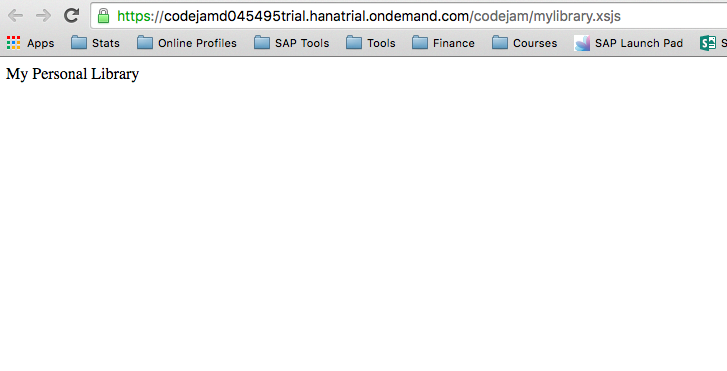 https://codejamd045495trial.hanatrial.ondemand.com/codejam/mylibrary.xsjs
Apps Stats Online Profiles SAP Tools Tools Finance Courses SAP Launch Pad S
My Personal Library